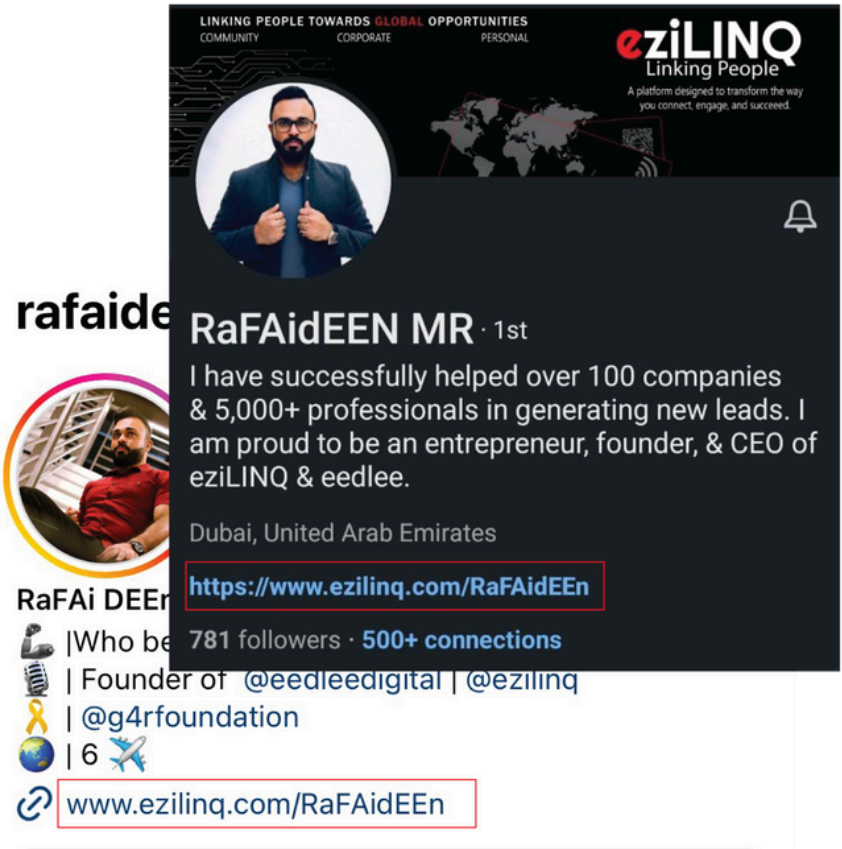 LINKING PEOPLE TOWARDS GLOBAL OPPORTUNITIES
COMMUNITY CORPORATE PERSONAL
eziLINQ
Linking People
A platform designed to transform the way
you connect, engage, and succeeed.
rafaide
RaFAidEEN MR · 1st
I have successfully helped over 100 companies
& 5,000+ professionals in generating new leads. I
am proud to be an entrepreneur, founder, & CEO of
eziLINQ & eedlee.
Dubai, United Arab Emirates
https://www.ezilinq.com/RaFAidEEn
781 followers · 500+ connections
RaFAi DEEn
|Who be
| Founder of @eedleedigital | @ezilinq
| @g4rfoundation
| 6
www.ezilinq.com/RaFAidEEn